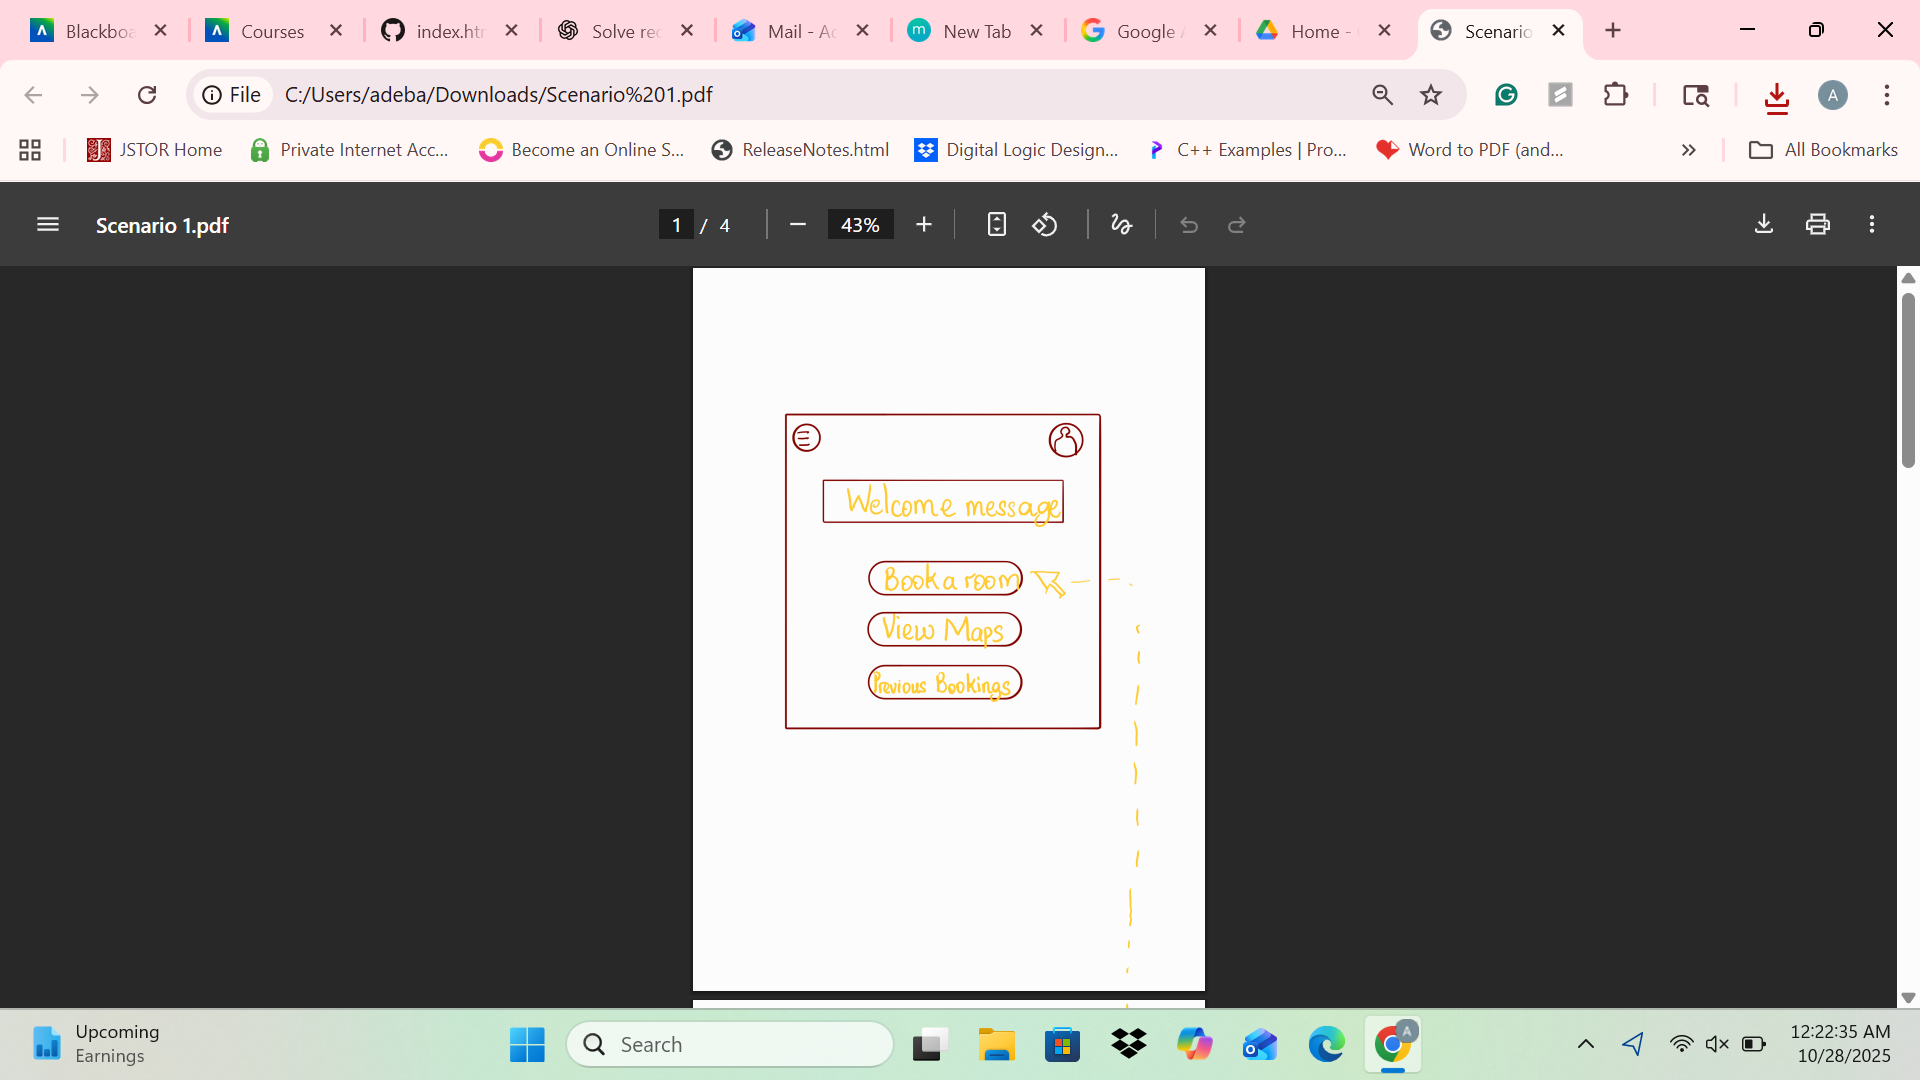 Blackboa
Courses
index.htm
Solve rec
Mail - Ad
New Tab
Google A
Home -
Scenario
File
C:/Users/adeba/Downloads/Scenario%201.pdf
A
JSTOR Home
Private Internet Acc...
Become an Online S...
ReleaseNotes.html
Digital Logic Design...
C++ Examples | Pro...
Word to PDF (and...
All Bookmarks
Scenario 1.pdf
1 / 4
43%
Welcome message
Book a room
View Maps
Previous Bookings
Upcoming
Earnings
Search
A
12:22:35 AM
10/28/2025